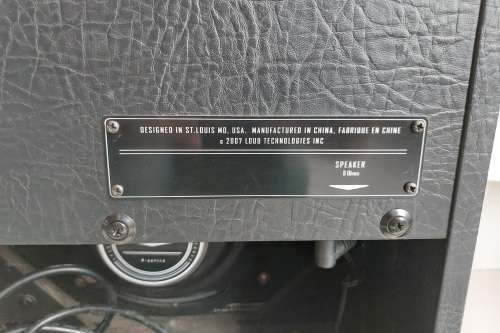 DESIGNED IN ST.LOUIS MO, USA. MANUFACTURED IN CHINA, FABRIQUE EN CHINE
© 2007 LOUD TECHNOLOGIES INC
SPEAKER
8 Ohms